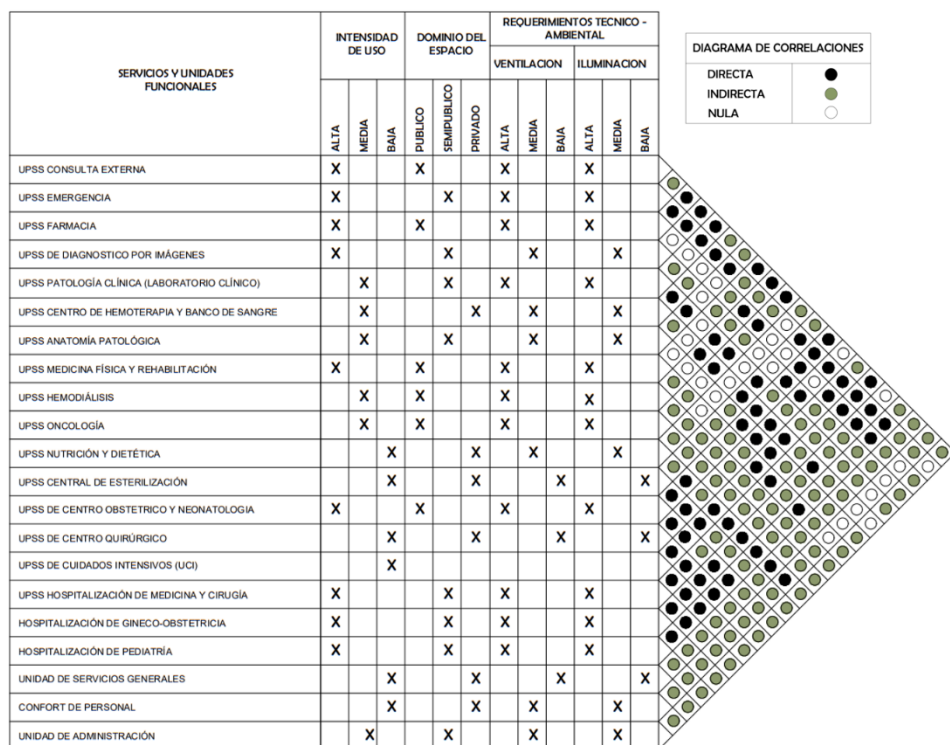 INTENSIDAD DE USO
DOMINIO DEL ESPACIO
REQUERIMIENTOS TECNICO - AMBIENTAL
SERVICIOS Y UNIDADES FUNCIONALES
VENTILACION
ILUMINACION
ALTA
MEDIA
BAJA
PUBLICO
SEMIPUBLICO
PRIVADO
ALTA
MEDIA
BAJA
ALTA
MEDIA
BAJA
DIAGRAMA DE CORRELACIONES
DIRECTA
INDIRECTA
NULA
UPSS CONSULTA EXTERNA X X X X
UPSS EMERGENCIA X X X X
UPSS FARMACIA X X X X
UPSS DE DIAGNOSTICO POR IMÁGENES X X X X
UPSS PATOLOGÍA CLÍNICA (LABORATORIO CLÍNICO) X X X X
UPSS CENTRO DE HEMOTERAPIA Y BANCO DE SANGRE X X X X
UPSS ANATOMÍA PATOLÓGICA X X X X
UPSS MEDICINA FÍSICA Y REHABILITACIÓN X X X X
UPSS HEMODIÁLISIS X X X X
UPSS ONCOLOGÍA X X X X
UPSS NUTRICIÓN Y DIETÉTICA X X X X
UPSS CENTRAL DE ESTERILIZACIÓN X X X X
UPSS DE CENTRO OBSTETRICO Y NEONATOLOGIA X X X X
UPSS DE CENTRO QUIRÚRGICO X X X X
UPSS DE CUIDADOS INTENSIVOS (UCI) X
UPSS HOSPITALIZACIÓN DE MEDICINA Y CIRUGÍA X X X X
HOSPITALIZACIÓN DE GINECO-OBSTETRICIA X X X X
HOSPITALIZACIÓN DE PEDIATRÍA X X X X
UNIDAD DE SERVICIOS GENERALES X X X X
CONFORT DE PERSONAL X X X X
UNIDAD DE ADMINISTRACIÓN X X X X